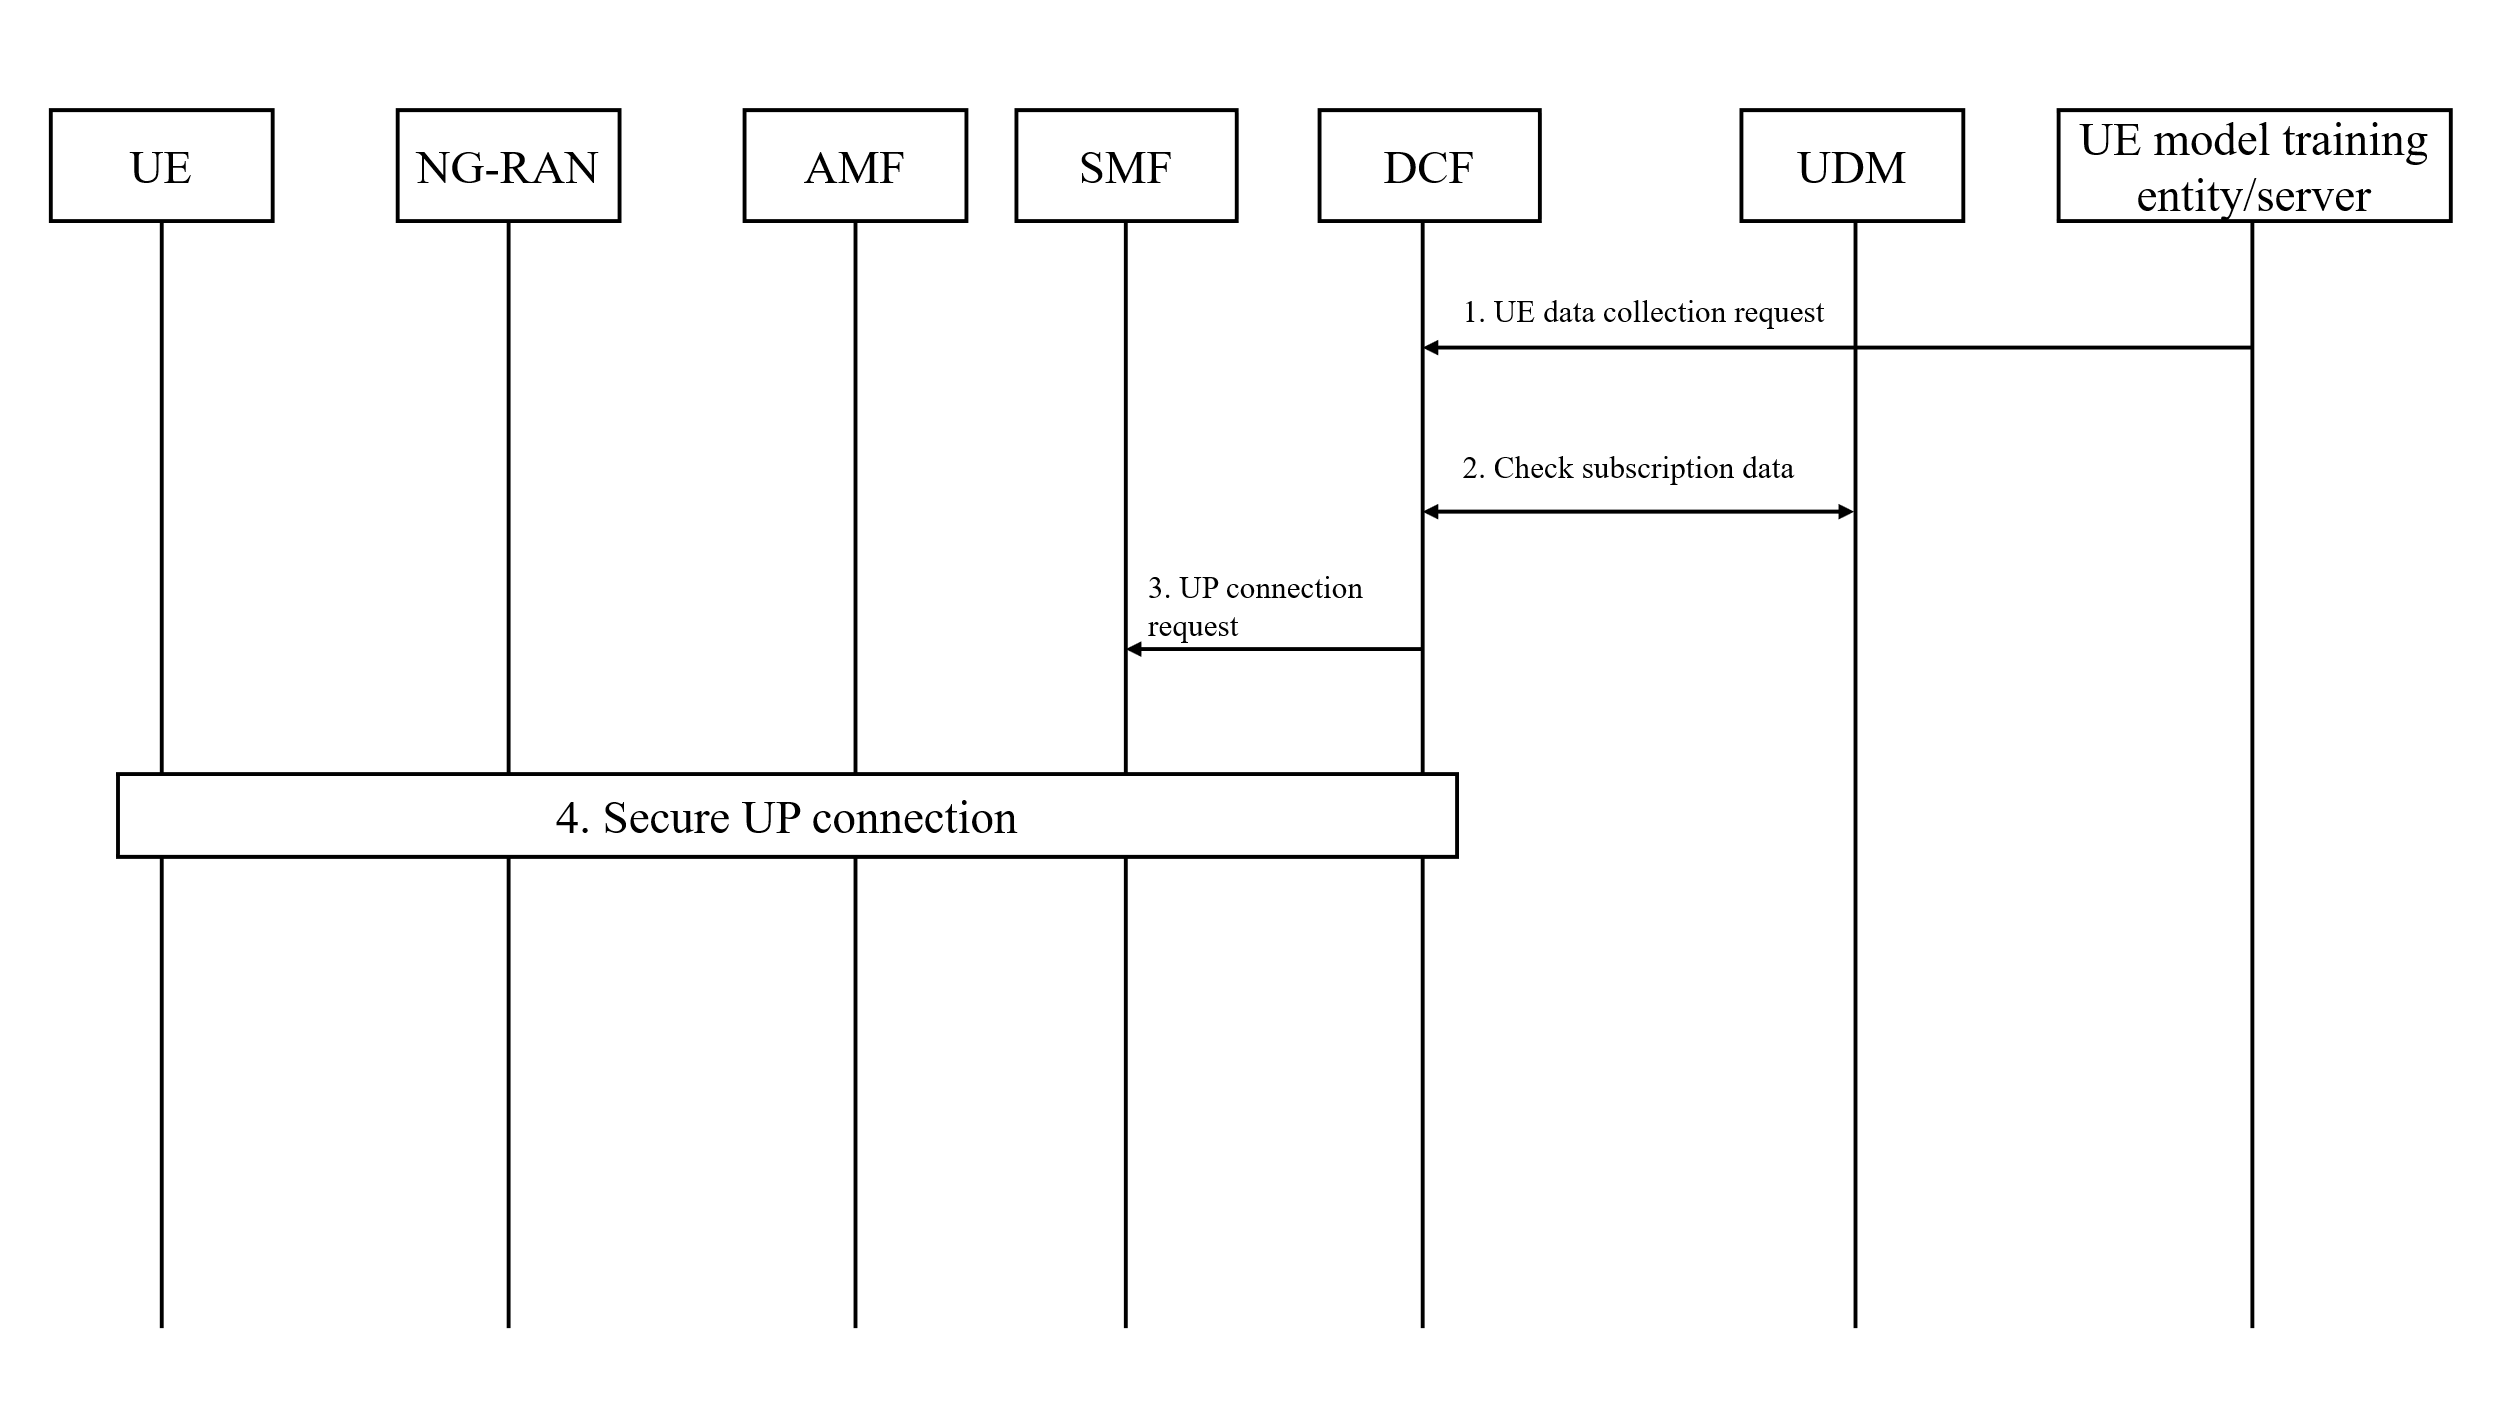 UE
NG-RAN
AMF
SMF
DCF
UDM
UE model training
entity/server
1. UE data collection request
2. Check subscription data
3. UP connection
request
4. Secure UP connection